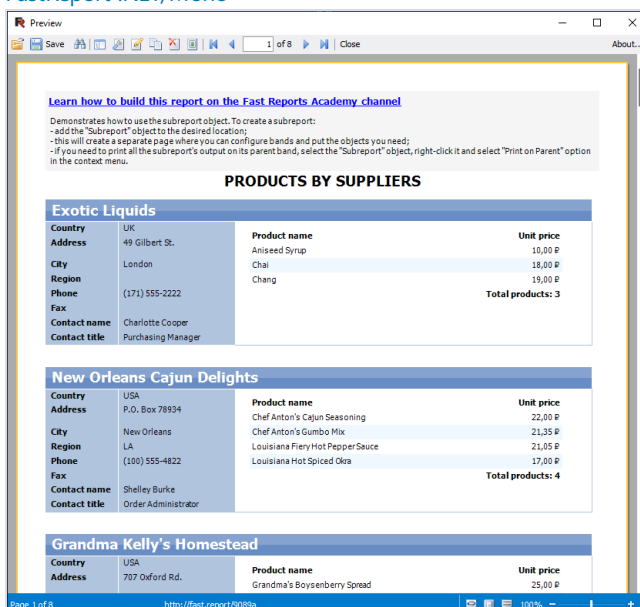 Preview
Save 1 of 8 Close About...
Learn how to build this report on the Fast Reports Academy channel
Demonstrates how to use the subreport object. To create a subreport:
- add the "Subreport" object to the desired location;
- this will create a separate page where you can configure bands and put the objects you need;
- if you need to print all the subreport's output on its parent band, select the "Subreport" object, right-click it and select "Print on Parent" option
in the context menu.
PRODUCTS BY SUPPLIERS
Exotic Liquids
Country UK
Address 49 Gilbert St.
City London
Region
Phone (171) 555-2222
Fax
Contact name Charlotte Cooper
Contact title Purchasing Manager
Product name Unit price
Aniseed Syrup 10,00 ₽
Chai 18,00 ₽
Chang 19,00 ₽
Total products: 3
New Orleans Cajun Delights
Country USA
Address P.O. Box 78934
City New Orleans
Region LA
Phone (100) 555-4822
Fax
Contact name Shelley Burke
Contact title Order Administrator
Product name Unit price
Chef Anton's Cajun Seasoning 22,00 ₽
Chef Anton's Gumbo Mix 21,35 ₽
Louisiana Fiery Hot Pepper Sauce 21,05 ₽
Louisiana Hot Spiced Okra 17,00 ₽
Total products: 4
Grandma Kelly's Homestead
Country USA
Address 707 Oxford Rd.
Product name Unit price
Grandma's Boysenberry Spread 25,00 ₽
Page 1 of 8 http://fast.report/9089a 100%